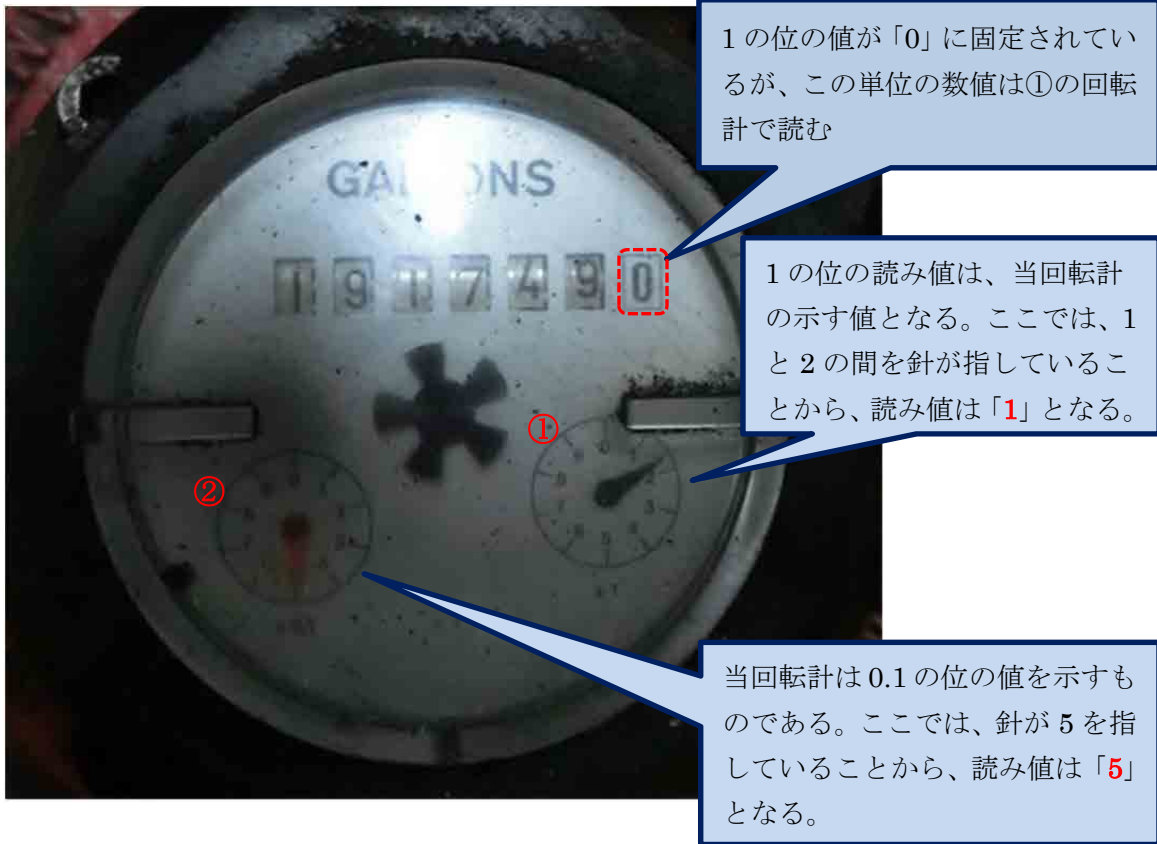 1 の位の値が「0」に固定されてい
るが、この単位の数値は①の回転
計で読む
GALLONS
1917490
1 の位の読み値は、当回転計
の示す値となる。ここでは、1
と 2 の間を針が指しているこ
とから、読み値は「1」となる。
①
②
当回転計は 0.1 の位の値を示すも
のである。ここでは、針が 5 を指
していることから、読み値は「5」
となる。